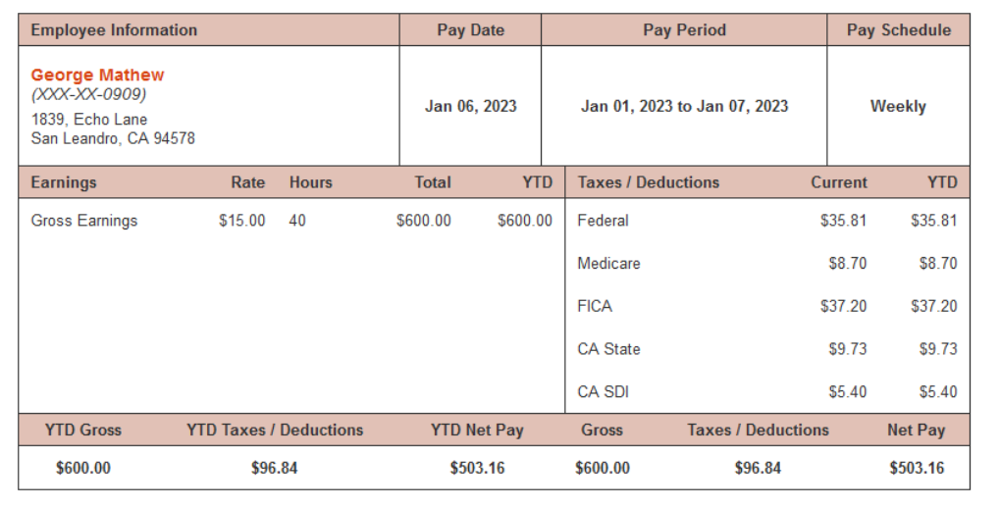 Employee Information Pay Date Pay Period Pay Schedule
George Mathew
(XXX-XX-0909)
1839, Echo Lane
San Leandro, CA 94578
Jan 06, 2023 Jan 01, 2023 to Jan 07, 2023 Weekly
Earnings Rate Hours Total YTD Taxes / Deductions Current YTD
Gross Earnings $15.00 40 $600.00 $600.00 Federal $35.81 $35.81
Medicare $8.70 $8.70
FICA $37.20 $37.20
CA State $9.73 $9.73
CA SDI $5.40 $5.40
YTD Gross YTD Taxes / Deductions YTD Net Pay Gross Taxes / Deductions Net Pay
$600.00 $96.84 $503.16 $600.00 $96.84 $503.16